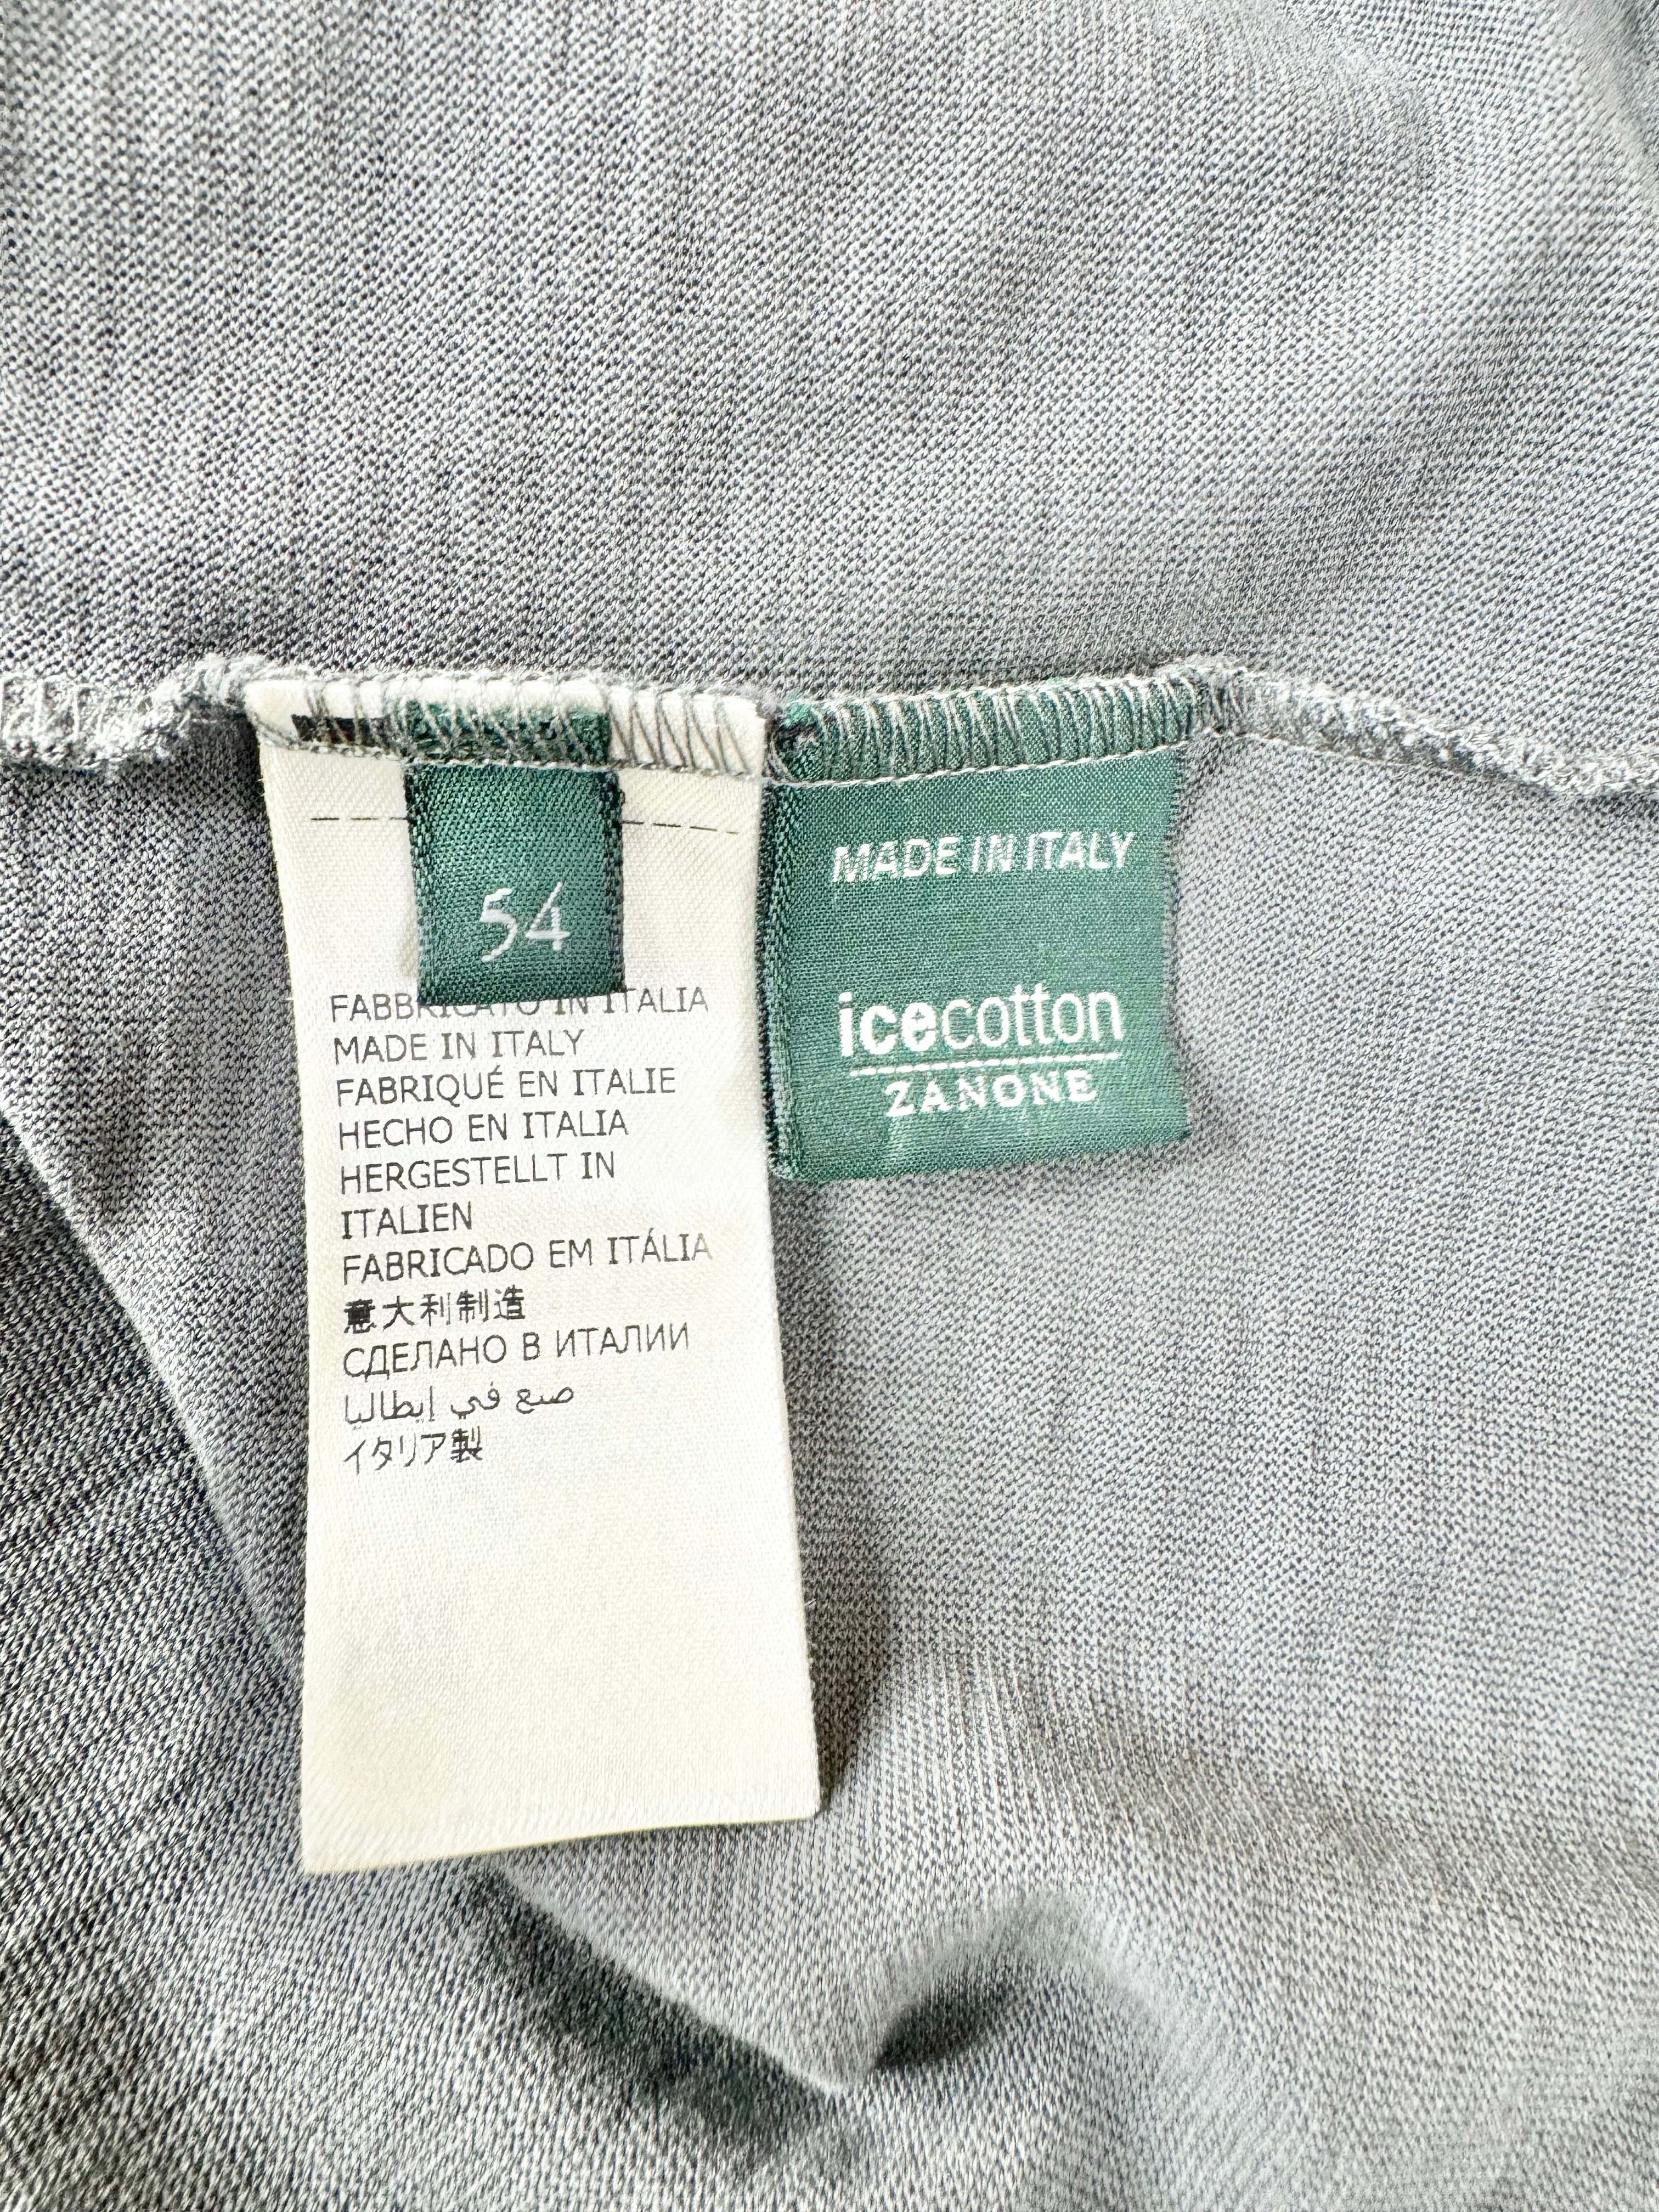 54
FABBRICATO IN ITALIA
MADE IN ITALY
FABRIQUÉ EN ITALIE
HECHO EN ITALIA
HERGESTELLT IN
ITALIEN
FABRICADO EM ITÁLIA
意大利制造
СДЕЛАНО В ИТАЛИИ
صنع في إيطاليا
イタリア製
MADE IN ITALY
icecotton
ZANONE